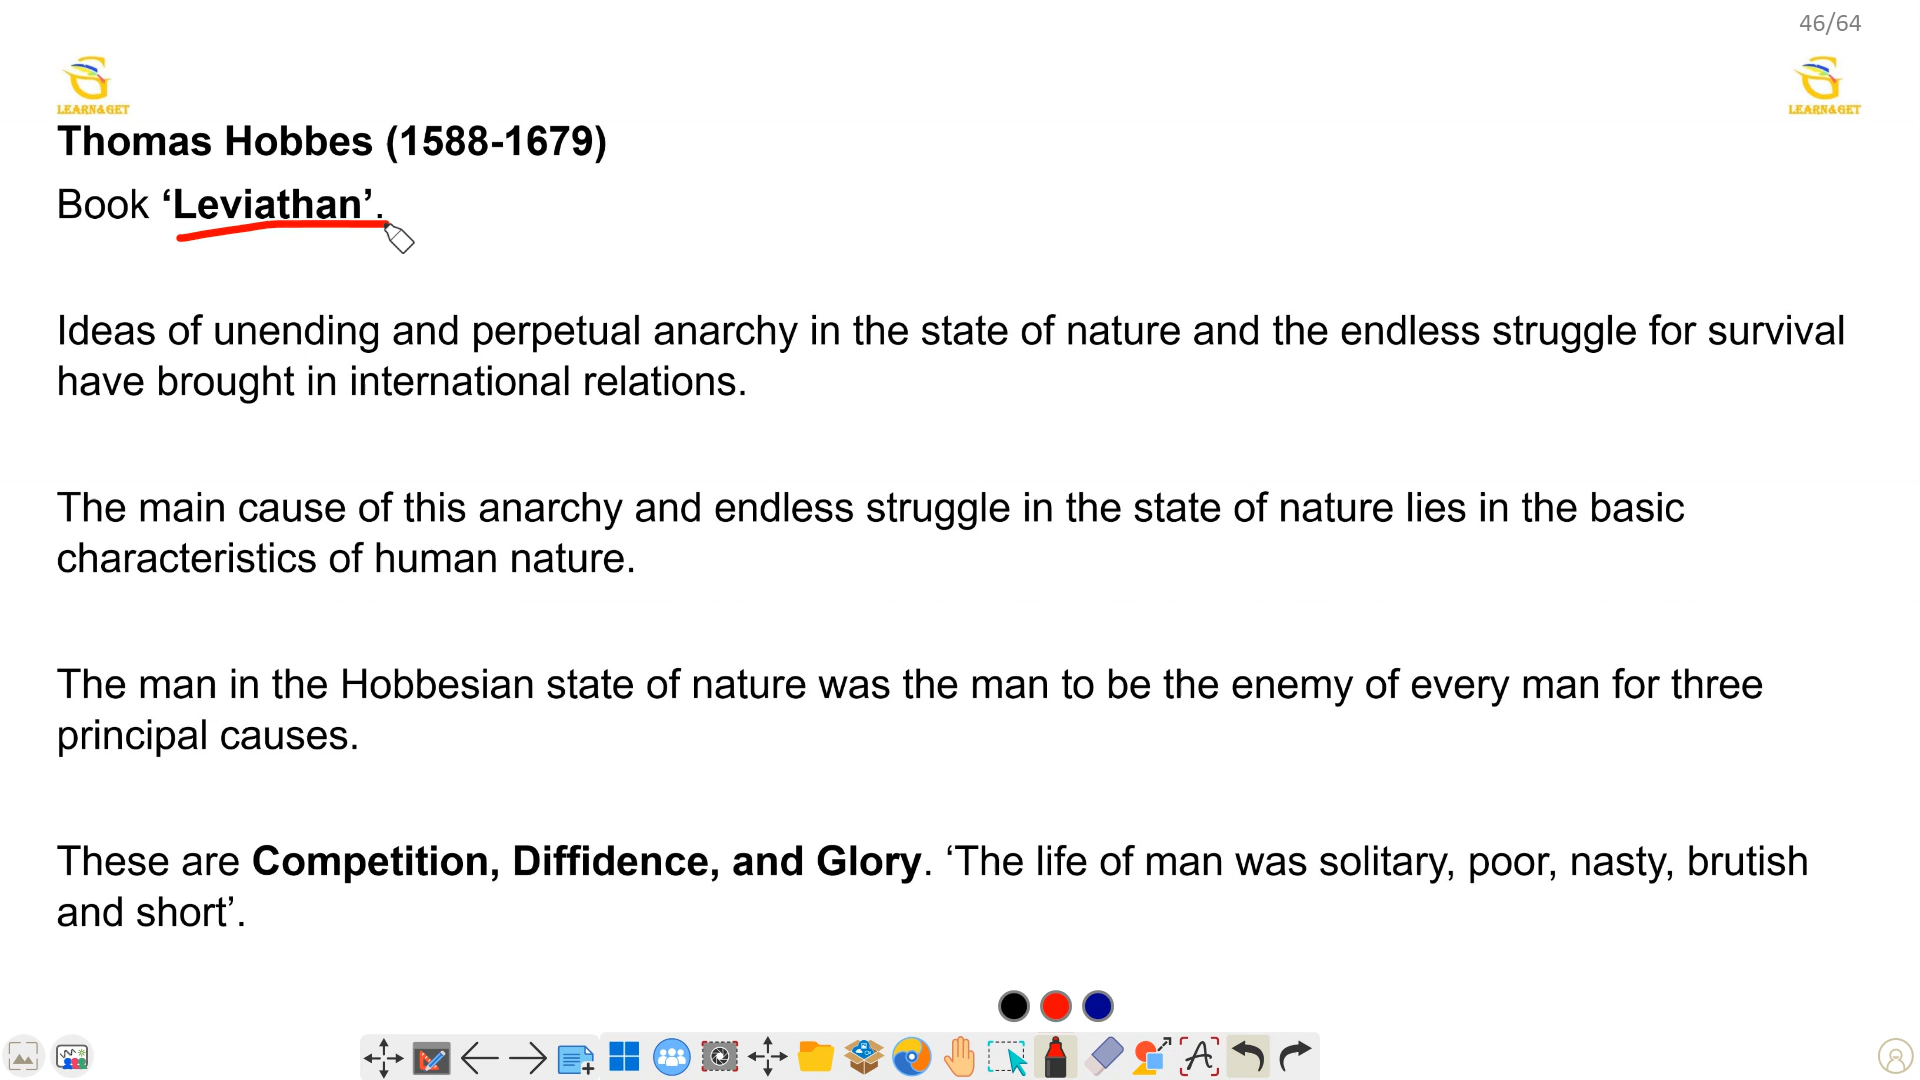 46/64
LEARN&GET
LEARN&GET
Thomas Hobbes (1588-1679)
Book ‘Leviathan’.
Ideas of unending and perpetual anarchy in the state of nature and the endless struggle for survival
have brought in international relations.
The main cause of this anarchy and endless struggle in the state of nature lies in the basic
characteristics of human nature.
The man in the Hobbesian state of nature was the man to be the enemy of every man for three
principal causes.
These are Competition, Diffidence, and Glory. ‘The life of man was solitary, poor, nasty, brutish
and short’.